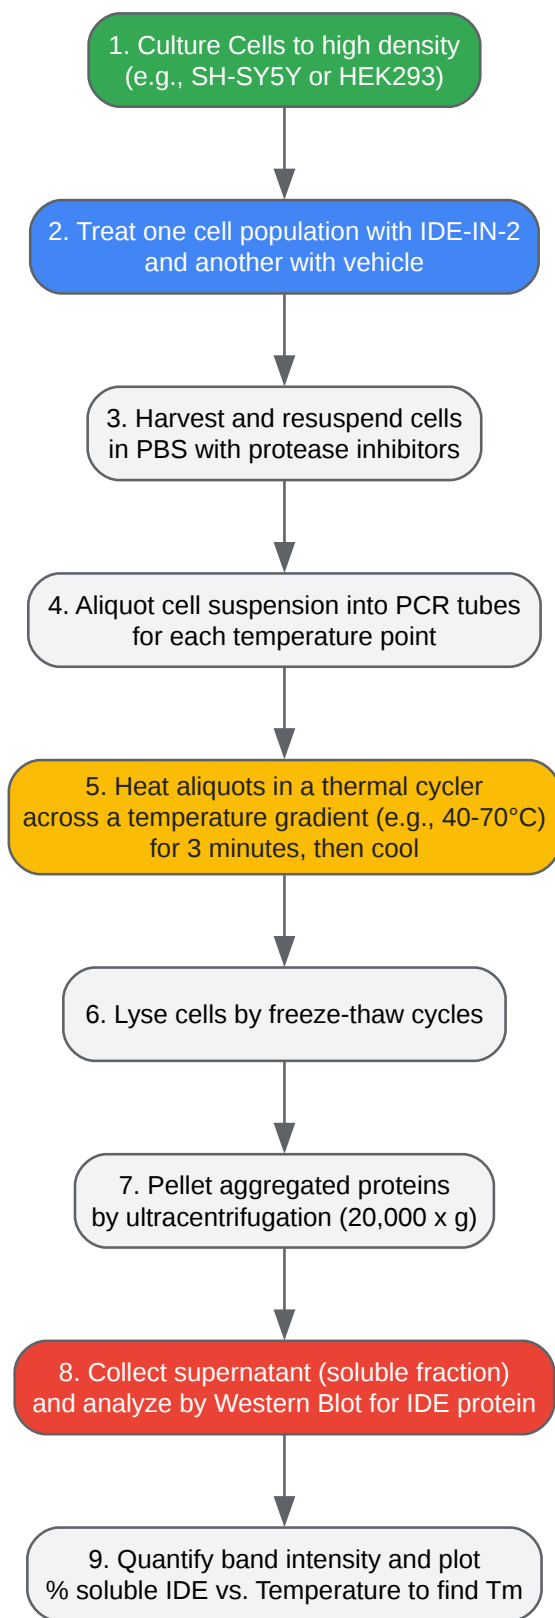 1. Culture Cells to high density
(e.g., SH-SY5Y or HEK293)
2. Treat one cell population with IDE-IN-2
and another with vehicle
3. Harvest and resuspend cells
in PBS with protease inhibitors
4. Aliquot cell suspension into PCR tubes
for each temperature point
5. Heat aliquots in a thermal cycler
across a temperature gradient (e.g., 40-70°C)
for 3 minutes, then cool
6. Lyse cells by freeze-thaw cycles
7. Pellet aggregated proteins
by ultracentrifugation (20,000 x g)
8. Collect supernatant (soluble fraction)
and analyze by Western Blot for IDE protein
9. Quantify band intensity and plot
% soluble IDE vs. Temperature to find Tm